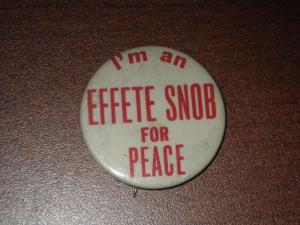 I'm an
EFFETE SNOB
FOR
PEACE